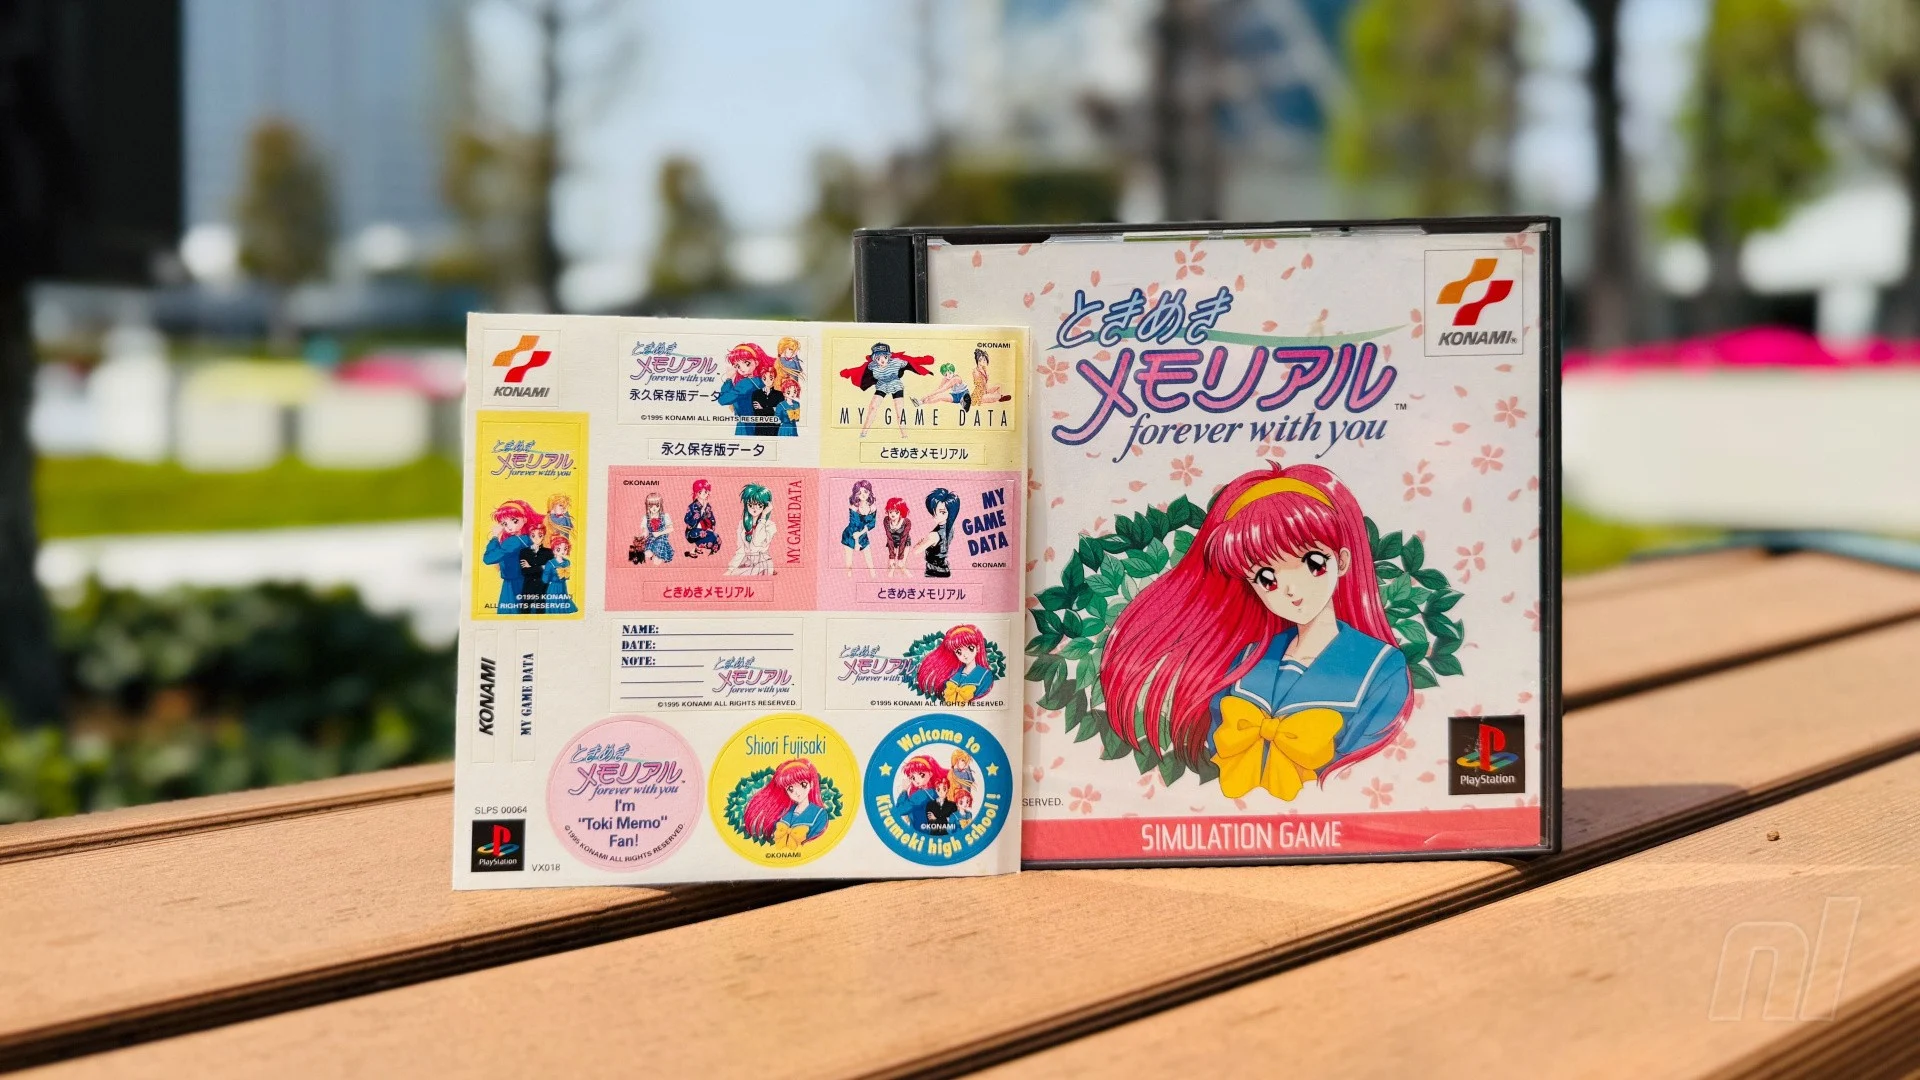 KONAMI
ときめき
メモリアル
forever with you
永久保存版データ
©1995 KONAMI ALL RIGHTS RESERVED
永久保存版データ
©KONAMI
MY GAME DATA
ときめきメモリアル
ときめき
メモリアル
forever with you
©1995 KONAMI
ALL RIGHTS RESERVED
©KONAMI
MY GAME DATA
ときめきメモリアル
MY
GAME
DATA
©KONAMI
ときめきメモリアル
KONAMI
MY GAME DATA
NAME:
DATE:
NOTE:
ときめき
メモリアル
forever with you
©1995 KONAMI ALL RIGHTS RESERVED.
ときめき
メモリアル
forever with you
©1995 KONAMI ALL RIGHTS RESERVED.
ときめき
メモリアル
forever with you
I'm
"Toki Memo"
Fan!
©1995 KONAMI ALL RIGHTS RESERVED.
Shiori Fujisaki
©KONAMI
Welcome to
Kirameki high school!
©KONAMI
SLPS 00064
PlayStation
VX018
KONAMI®
ときめき
メモリアル™
forever with you
PlayStation
SERVED.
SIMULATION GAME
nl